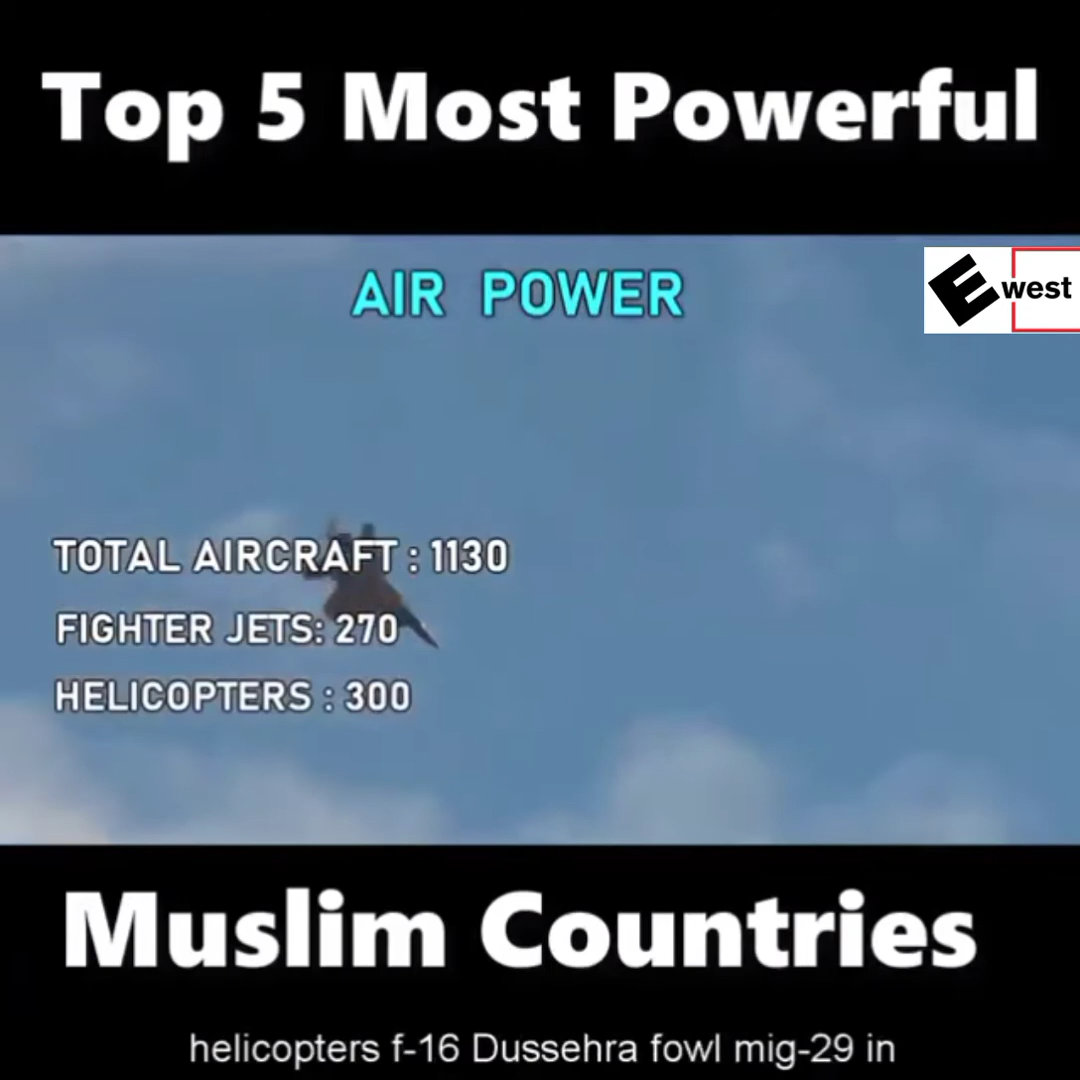 Top 5 Most Powerful
AIR POWER
E west
TOTAL AIRCRAFT : 1130
FIGHTER JETS: 270
HELICOPTERS : 300
Muslim Countries
helicopters f-16 Dussehra fowl mig-29 in